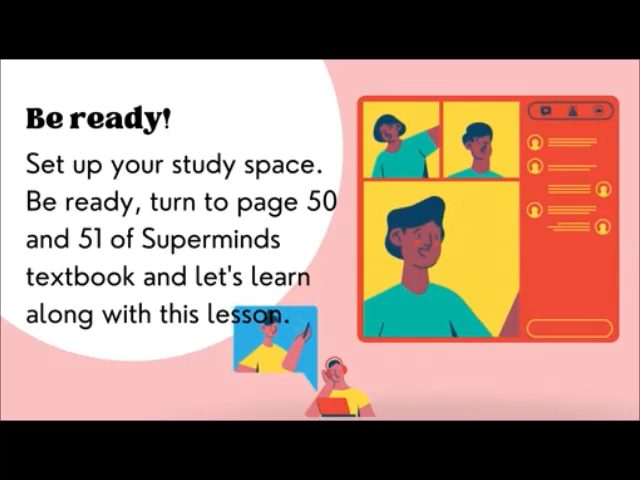 Be ready!
Set up your study space.
Be ready, turn to page 50
and 51 of Superminds
textbook and let's learn
along with this lesson.